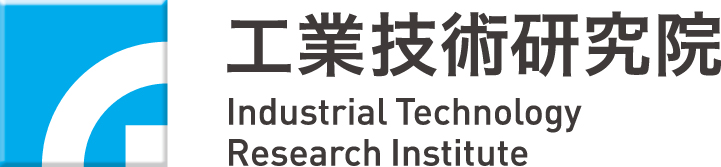 工業技術研究院
Industrial Technology
Research Institute